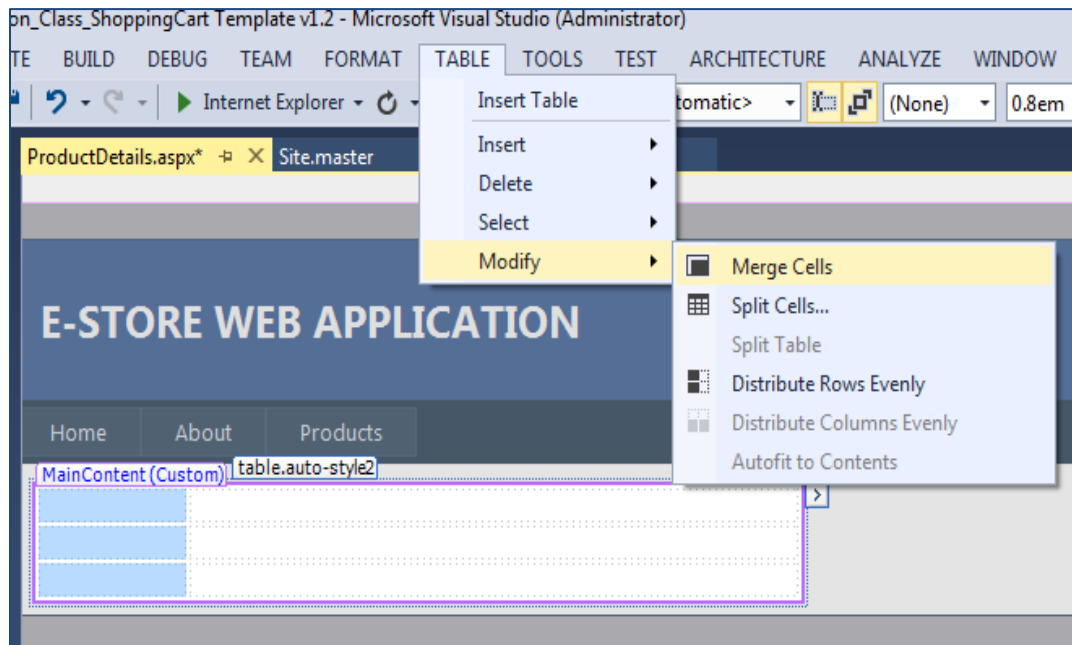 on_Class_ShoppingCart Template v1.2 - Microsoft Visual Studio (Administrator)
TE BUILD DEBUG TEAM FORMAT TABLE TOOLS TEST ARCHITECTURE ANALYZE WINDOW
Internet Explorer Insert Table tomatic> (None) 0.8em
ProductDetails.aspx* Site.master Insert
Delete
Select
Modify
Merge Cells
Split Cells...
Split Table
Distribute Rows Evenly
Distribute Columns Evenly
Autofit to Contents
E-STORE WEB APPLICATION
Home About Products
MainContent (Custom) table.auto-style2